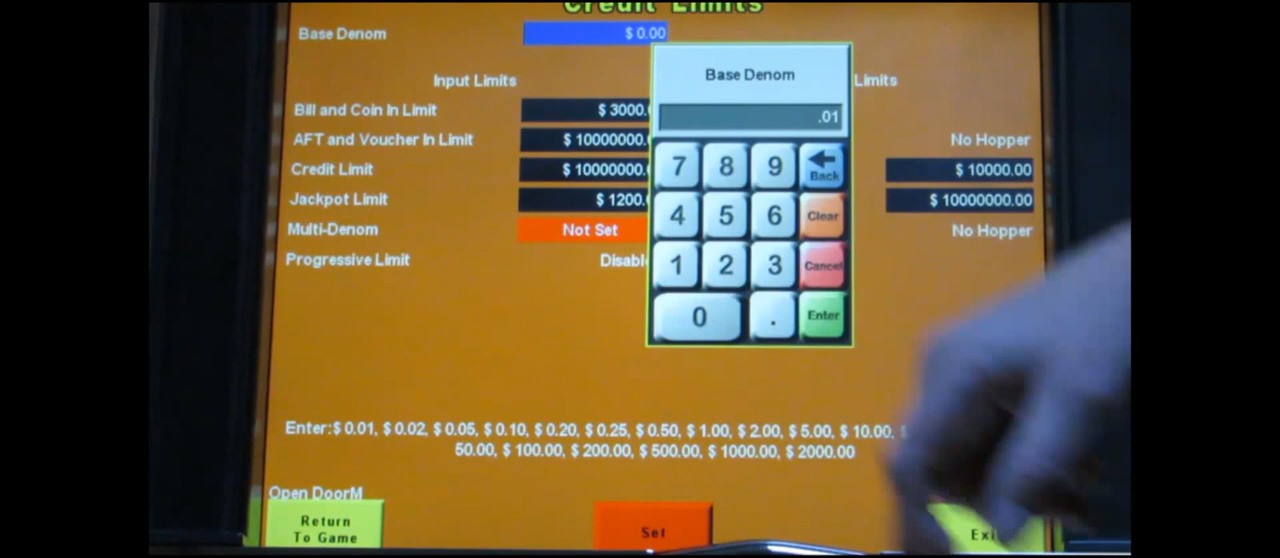 Credit Limits
Base Denom $ 0.00
Base Denom
.01
Input Limits Limits
Bill and Coin In Limit $ 3000.
AFT and Voucher In Limit $ 10000000. No Hopper
Credit Limit $ 10000000. $ 10000.00
Jackpot Limit $ 1200. $ 10000000.00
Multi-Denom Not Set No Hopper
Progressive Limit Disabl
7 8 9 Back
4 5 6 Clear
1 2 3 Cancel
0 . Enter
Enter:$ 0.01, $ 0.02, $ 0.05, $ 0.10, $ 0.20, $ 0.25, $ 0.50, $ 1.00, $ 2.00, $ 5.00, $ 10.00, $
50.00, $ 100.00, $ 200.00, $ 500.00, $ 1000.00, $ 2000.00
Open DoorM
Return
To Game
Set
Exi